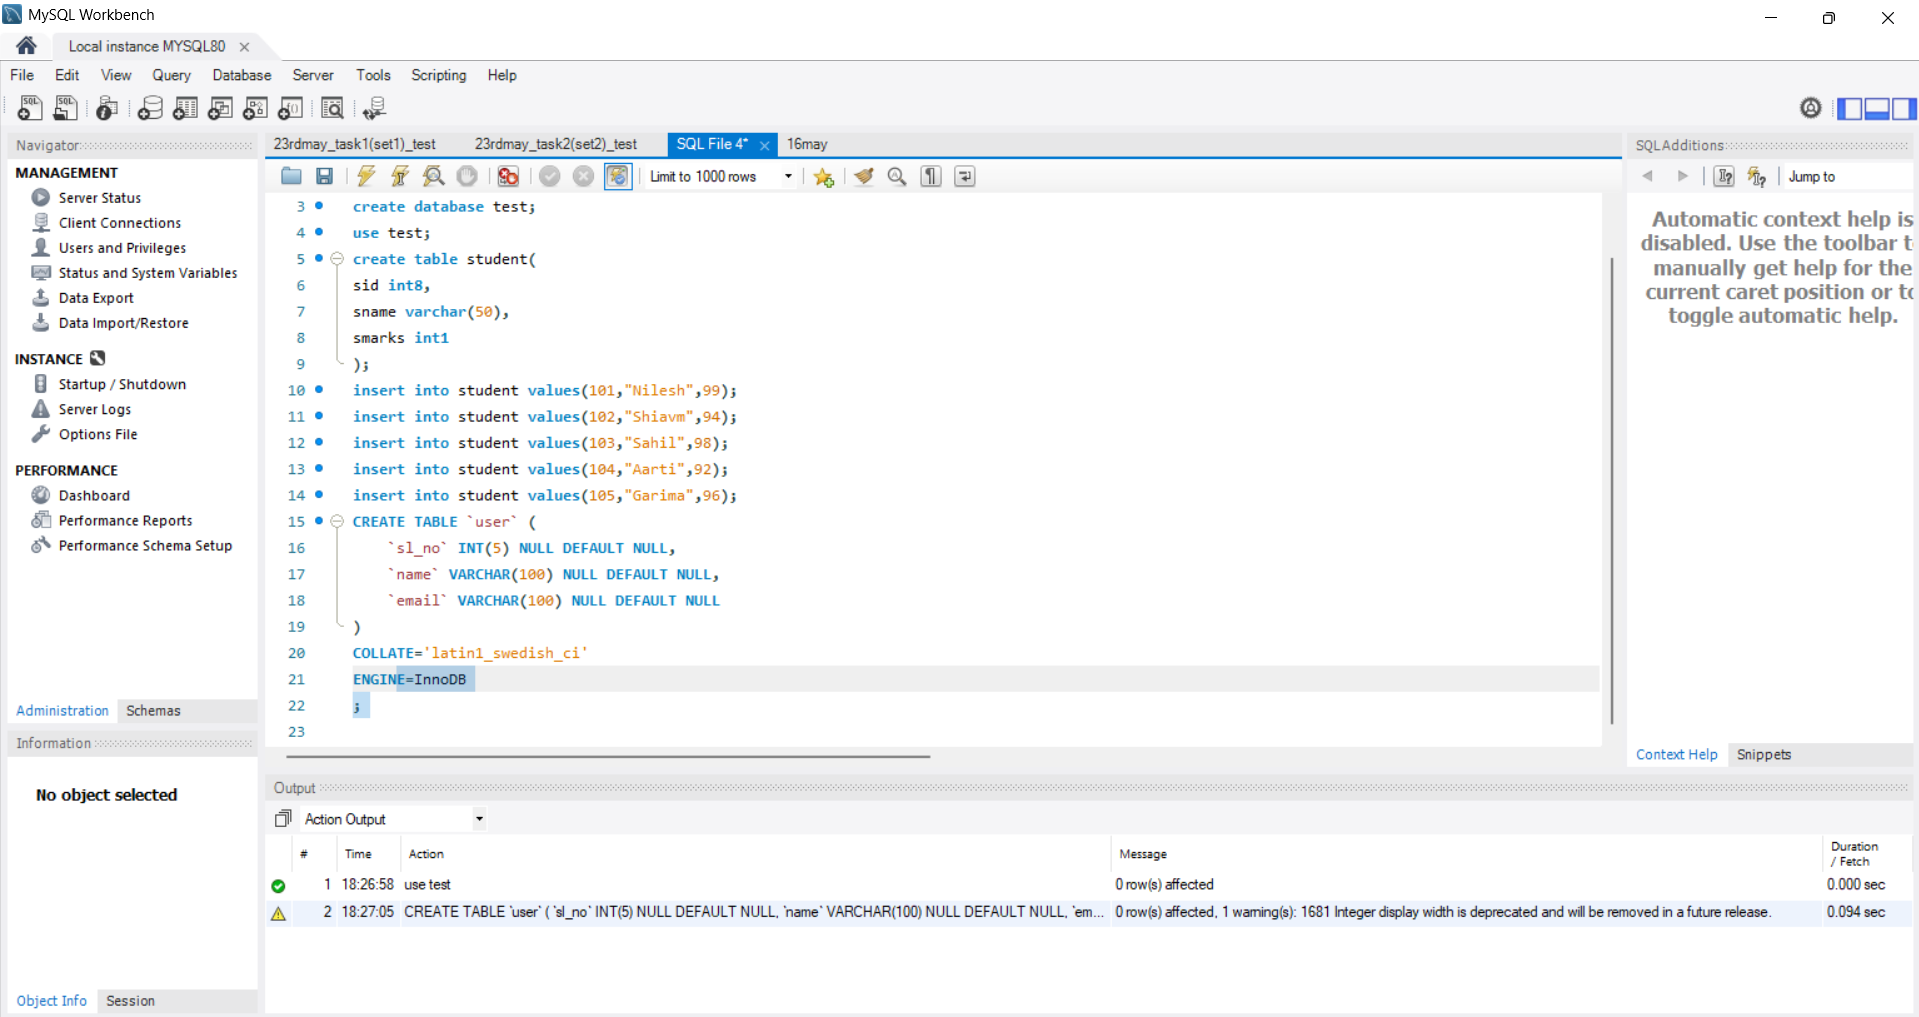 MySQL Workbench
Local instance MYSQL80
File Edit View Query Database Server Tools Scripting Help
Navigator
MANAGEMENT
Server Status
Client Connections
Users and Privileges
Status and System Variables
Data Export
Data Import/Restore
INSTANCE
Startup / Shutdown
Server Logs
Options File
PERFORMANCE
Dashboard
Performance Reports
Performance Schema Setup
Administration Schemas
Information
No object selected
Object Info Session
23rdmay_task1(set1)_test 23rdmay_task2(set2)_test SQL File 4* 16may
Limit to 1000 rows
3 create database test;
4 use test;
5 create table student(
6 sid int8,
7 sname varchar(50),
8 smarks int1
9 );
10 insert into student values(101,"Nilesh",99);
11 insert into student values(102,"Shiavm",94);
12 insert into student values(103,"Sahil",98);
13 insert into student values(104,"Aarti",92);
14 insert into student values(105,"Garima",96);
15 CREATE TABLE `user` (
16 `sl_no` INT(5) NULL DEFAULT NULL,
17 `name` VARCHAR(100) NULL DEFAULT NULL,
18 `email` VARCHAR(100) NULL DEFAULT NULL
19 )
20 COLLATE='latin1_swedish_ci'
21 ENGINE=InnoDB
22 ;
23
SQLAdditions
Jump to
Automatic context help is
disabled. Use the toolbar t
manually get help for the
current caret position or to
toggle automatic help.
Context Help Snippets
Output
Action Output
# Time Action Message Duration / Fetch
1 18:26:58 use test 0 row(s) affected 0.000 sec
2 18:27:05 CREATE TABLE `user` ( `sl_no` INT(5) NULL DEFAULT NULL, `name` VARCHAR(100) NULL DEFAULT NULL, `em... 0 row(s) affected, 1 warning(s): 1681 Integer display width is deprecated and will be removed in a future release. 0.094 sec